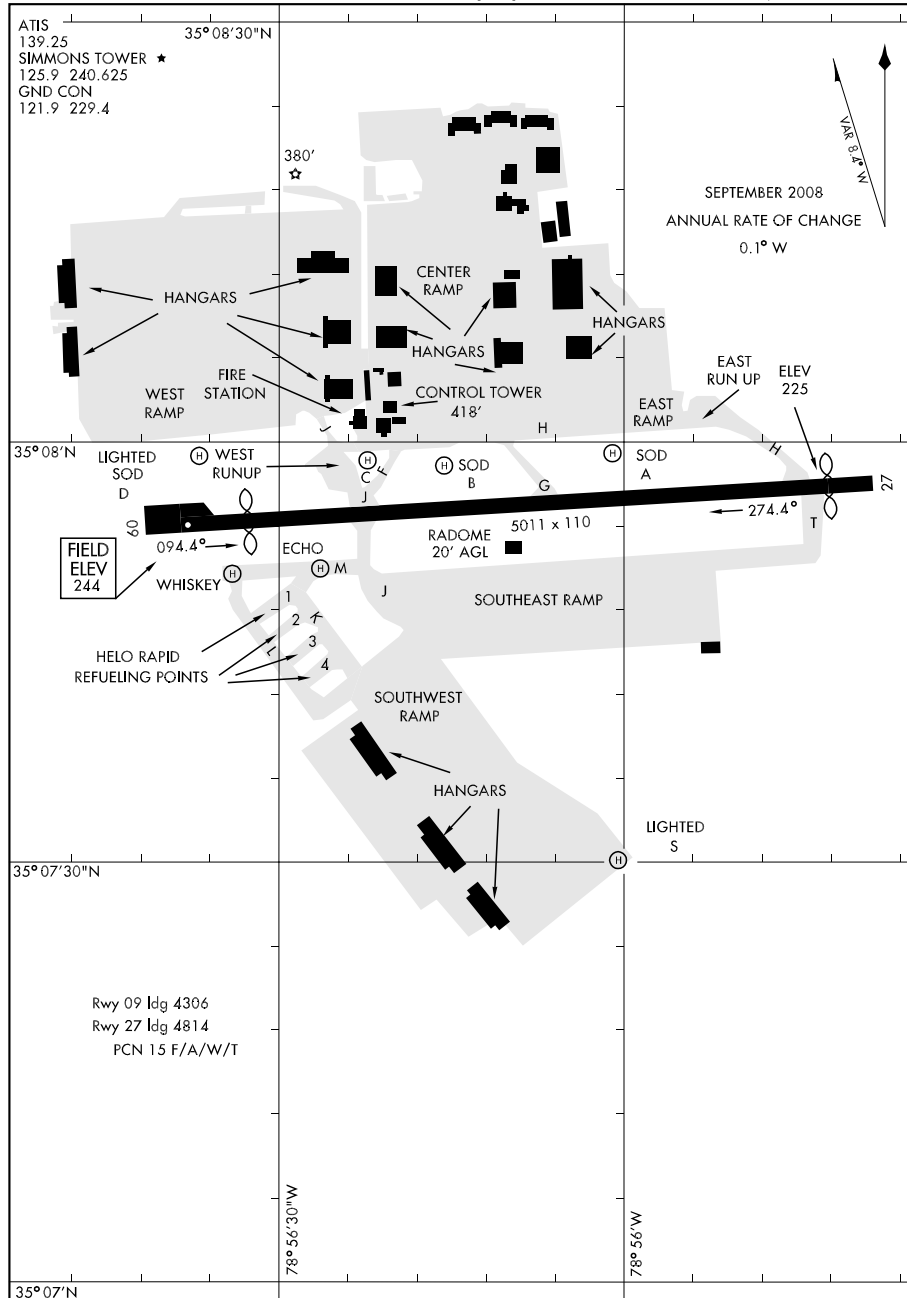 ATIS
139.25
SIMMONS TOWER ★
125.9 240.625
GND CON
121.9 229.4
35° 08'30"N
VAR 8.4° W
380'
SEPTEMBER 2008
ANNUAL RATE OF CHANGE
0.1° W
CENTER
RAMP
HANGARS
HANGARS
HANGARS
FIRE
STATION
WEST
RAMP
CONTROL TOWER
418'
EAST
RUN UP
ELEV
225
EAST
RAMP
J
H
H
35° 08'N
LIGHTED
SOD
D
H
WEST
RUNUP
H
C
F
J
H
SOD
B
G
H
SOD
A
27
09
094.4°
5011 x 110
274.4°
T
FIELD
ELEV
244
ECHO
RADOME
20' AGL
WHISKEY
H
H
M
J
SOUTHEAST RAMP
1
2
K
3
L
4
HELO RAPID
REFUELING POINTS
SOUTHWEST
RAMP
HANGARS
LIGHTED
S
H
35° 07'30"N
Rwy 09 ldg 4306
Rwy 27 ldg 4814
PCN 15 F/A/W/T
78° 56'30"W
78° 56'W
35° 07'N